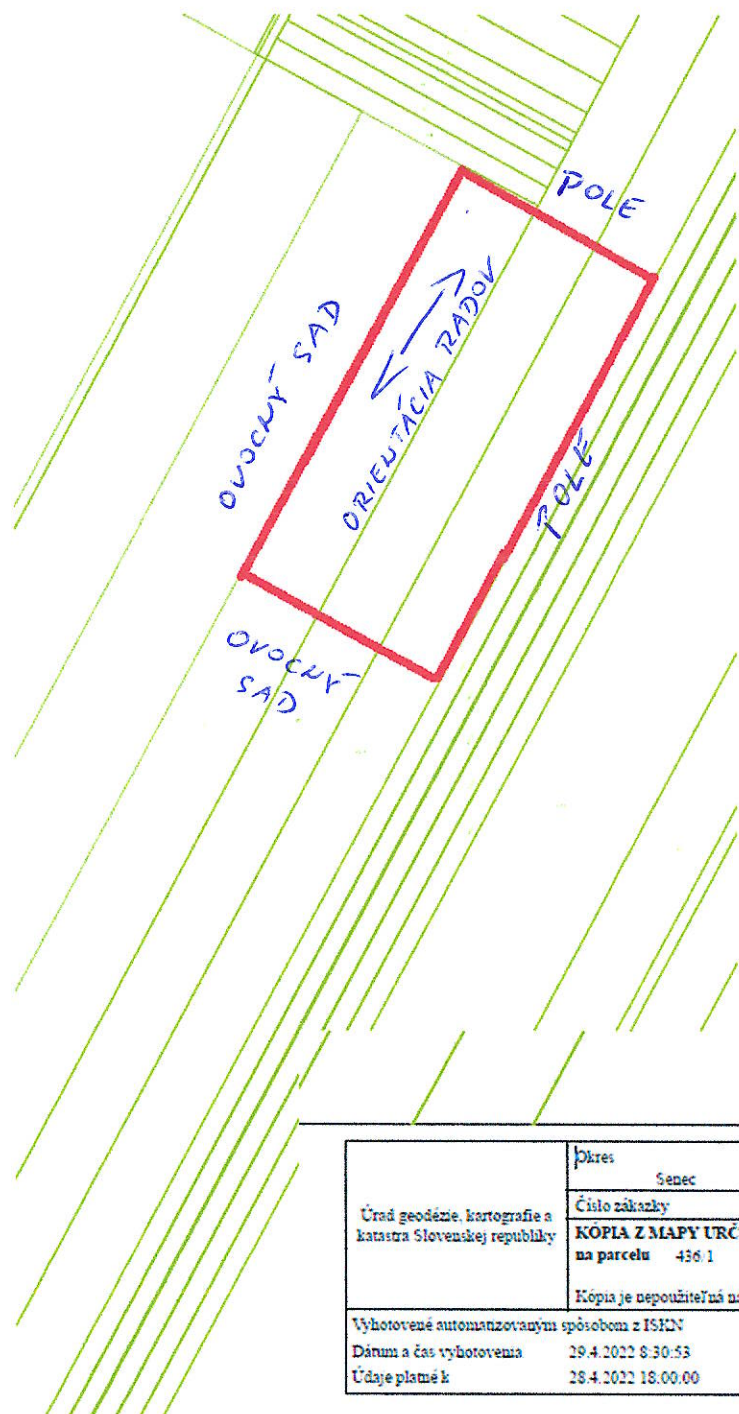 POLE
OVOCNÝ SAD
ORIENTÁCIA RADOV
POLE
OVOCNÝ
SAD
Okres
Senec
Úrad geodézie, kartografie a
katastra Slovenskej republiky
Číslo zákazky
KÓPIA Z MAPY URČ
na parcelu 436/1
Kópia je nepoužiteľná na
Vyhotovené automatizovaným spôsobom z ISKN
Dátum a čas vyhotovenia 29.4.2022 8:30:53
Údaje platné k 28.4.2022 18:00:00